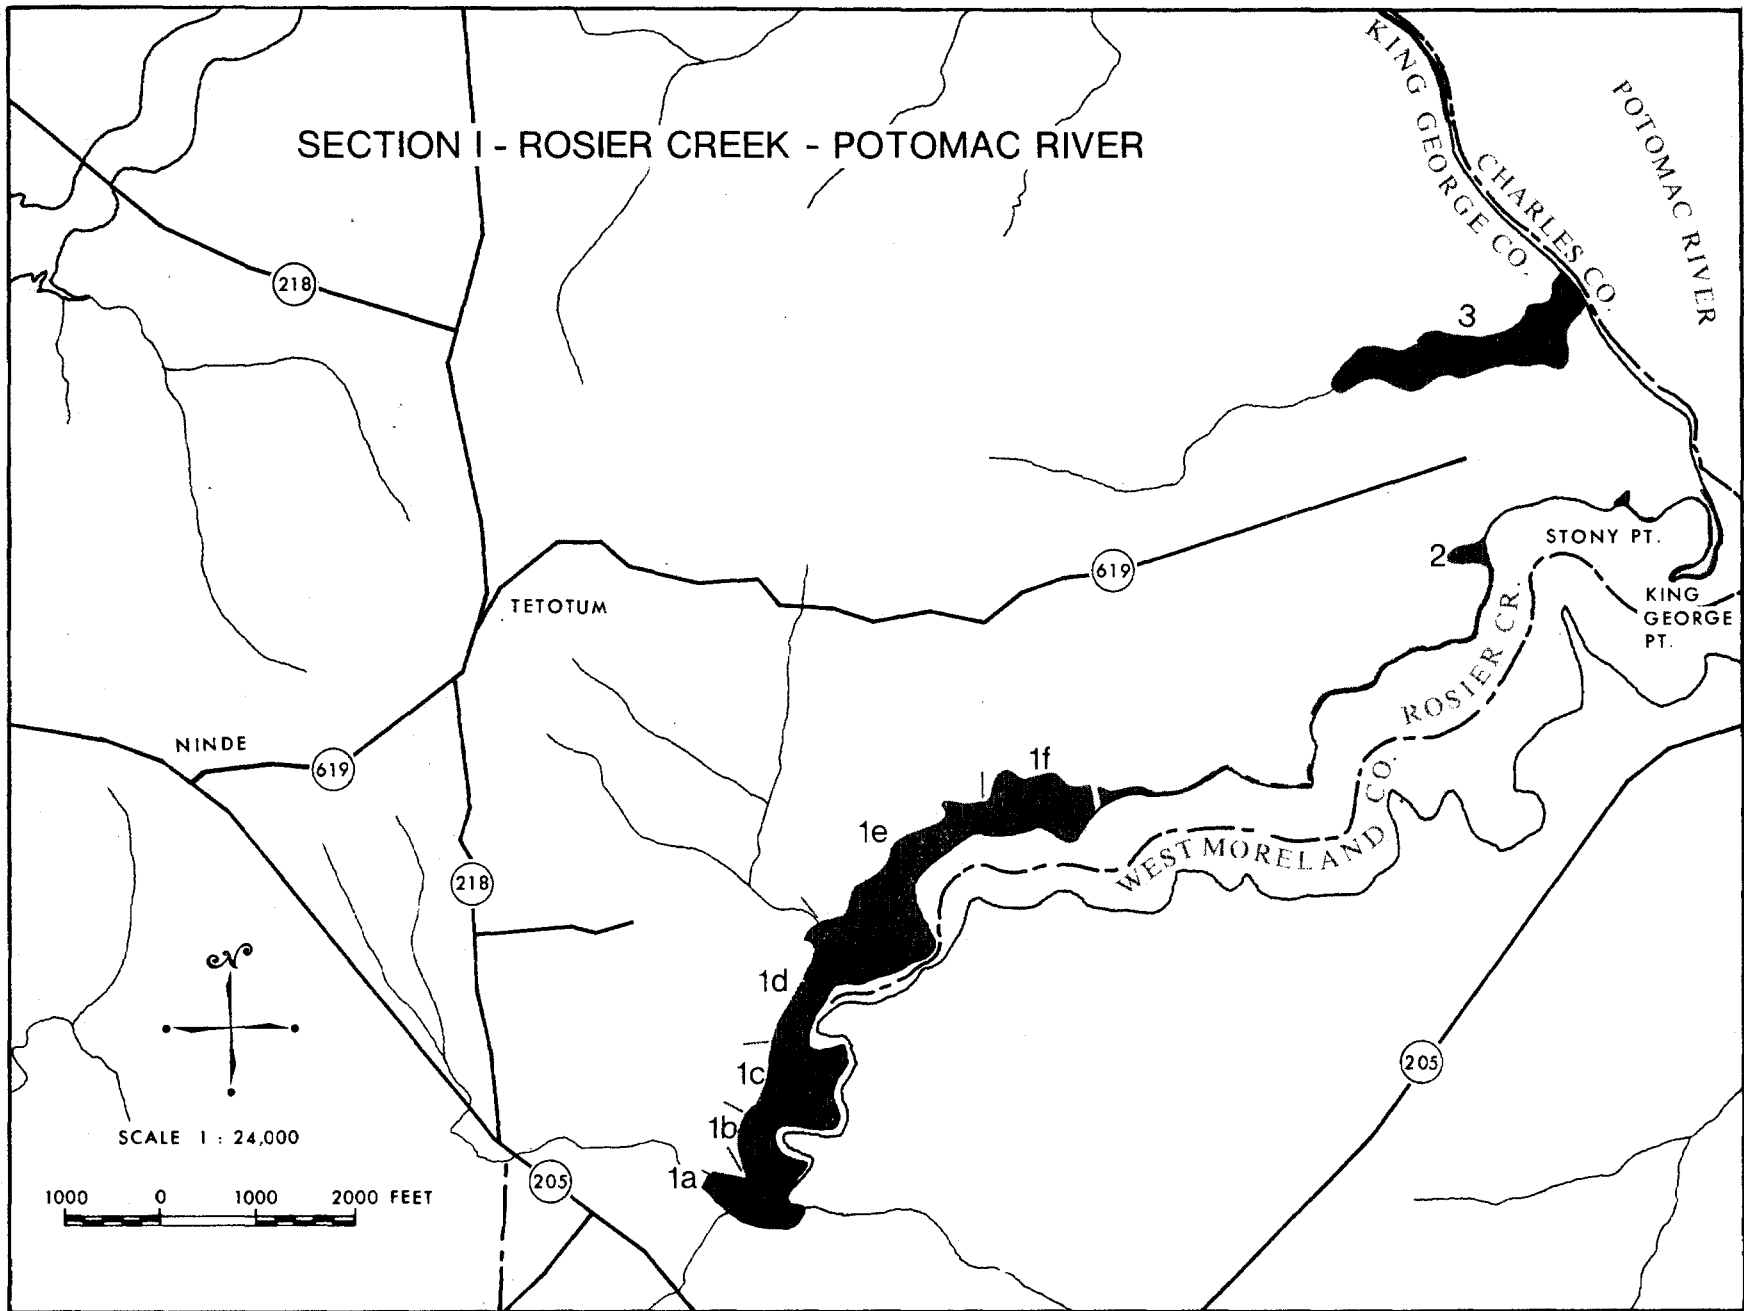 SECTION I - ROSIER CREEK - POTOMAC RIVER
KING GEORGE CO.
CHARLES CO.
POTOMAC RIVER
218
3
2
STONY PT.
619
TETOTUM
KING
GEORGE
PT.
ROSIER CR.
NINDE
619
1f
1e
WESTMORELAND CO.
218
N
1d
1c
205
1b
SCALE 1 : 24,000
1a
205
1000 0 1000 2000 FEET